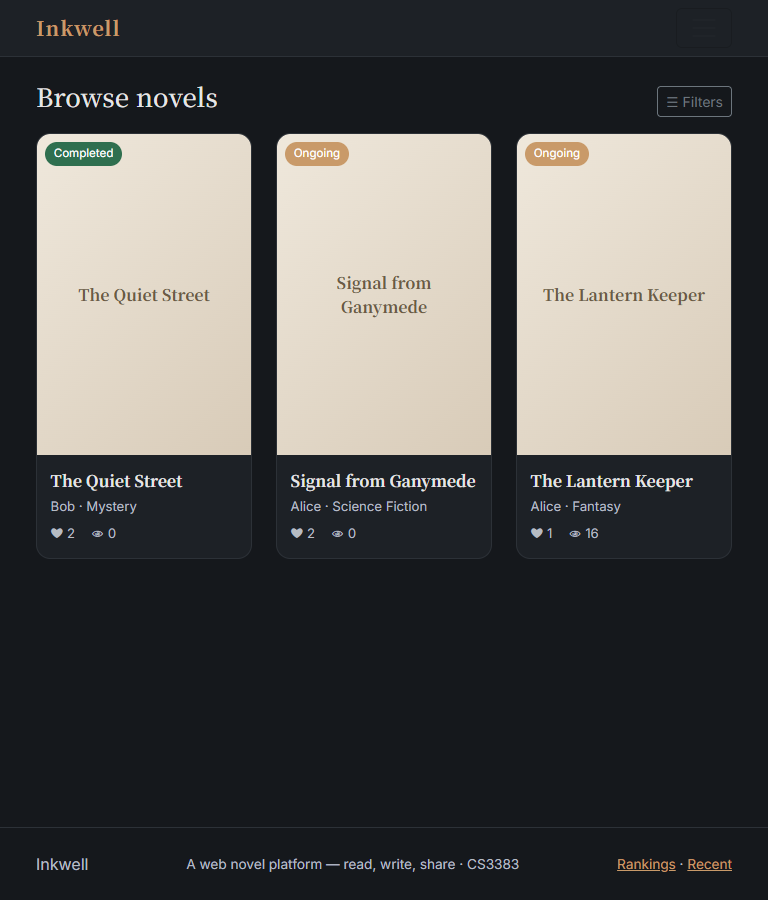 Inkwell
Browse novels
☰ Filters
Completed
The Quiet Street
The Quiet Street
Bob · Mystery
2 0
Ongoing
Signal from
Ganymede
Signal from Ganymede
Alice · Science Fiction
2 0
Ongoing
The Lantern Keeper
The Lantern Keeper
Alice · Fantasy
1 16
Inkwell
A web novel platform — read, write, share · CS3383
Rankings · Recent